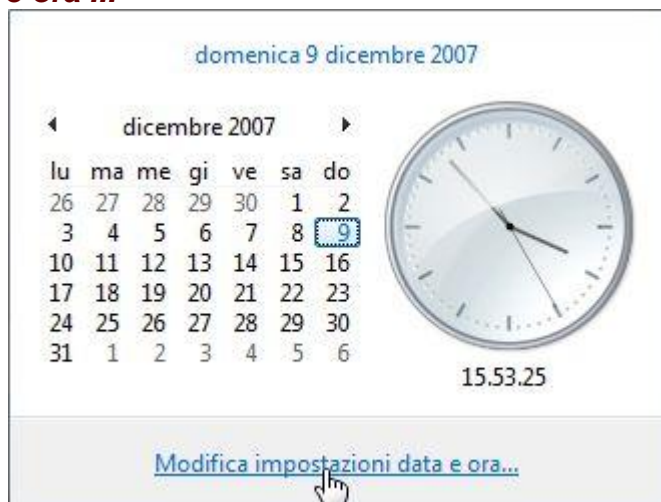 e ora ...
domenica 9 dicembre 2007
dicembre 2007
lu ma me gi ve sa do
26 27 28 29 30 1 2
3 4 5 6 7 8 9
10 11 12 13 14 15 16
17 18 19 20 21 22 23
24 25 26 27 28 29 30
31 1 2 3 4 5 6
15.53.25
Modifica impostazioni data e ora...